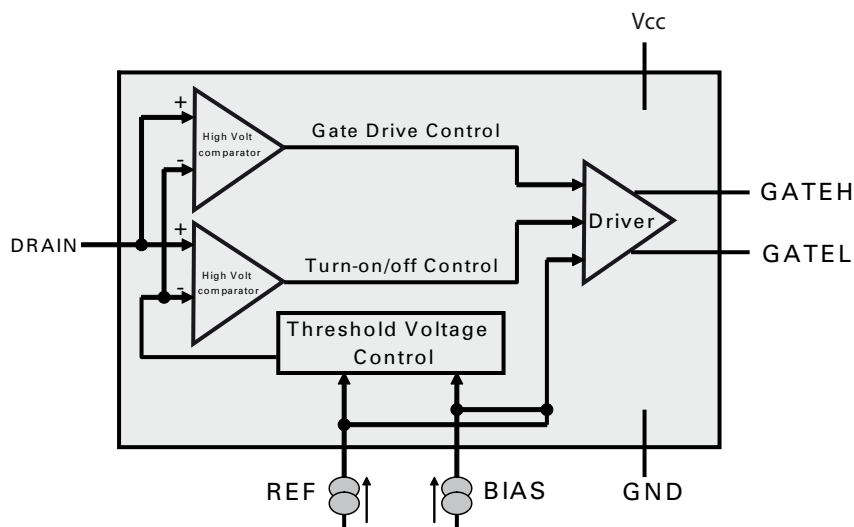 Vcc
+
High Volt
comparator
-
Gate Drive Control
GATEH
Driver
DRAIN
+
High Volt
comparator
-
Turn-on/off Control
GATEL
Threshold Voltage
Control
REF
BIAS
GND